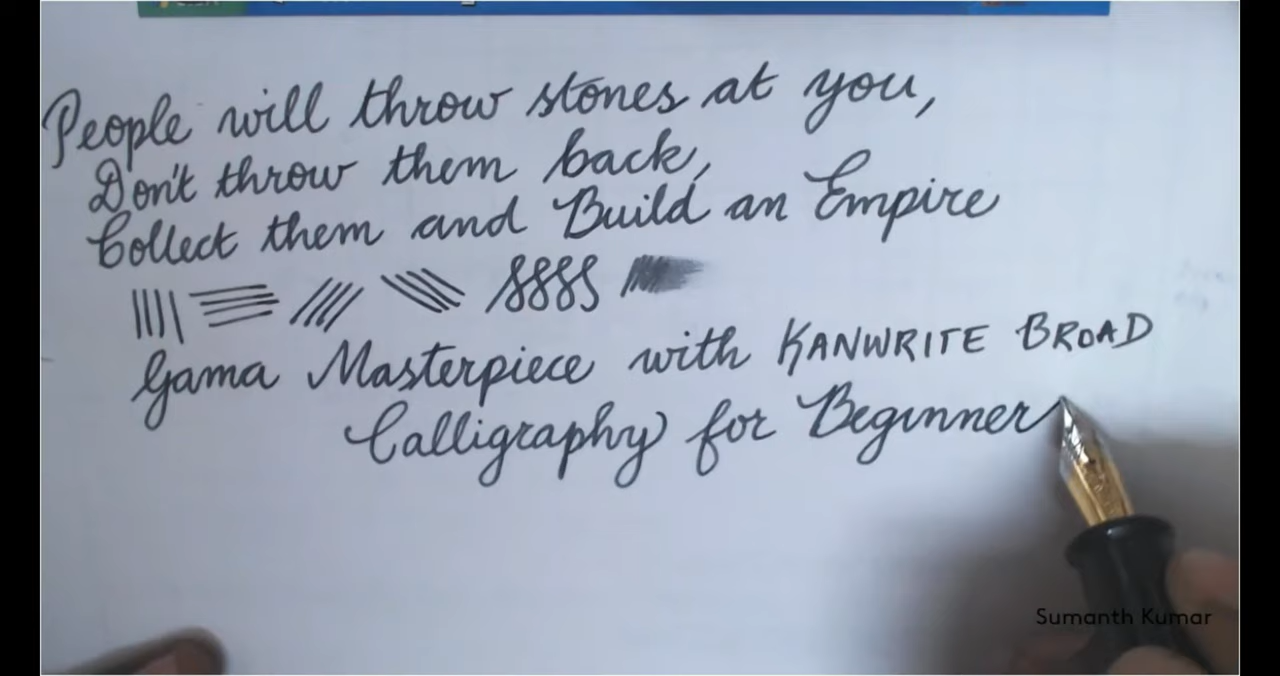 People will throw stones at you,
Don't throw them back,
Collect them and Build an Empire
Gama Masterpiece with KANWRITE BROAD
Calligraphy for Beginner
Sumanth Kumar